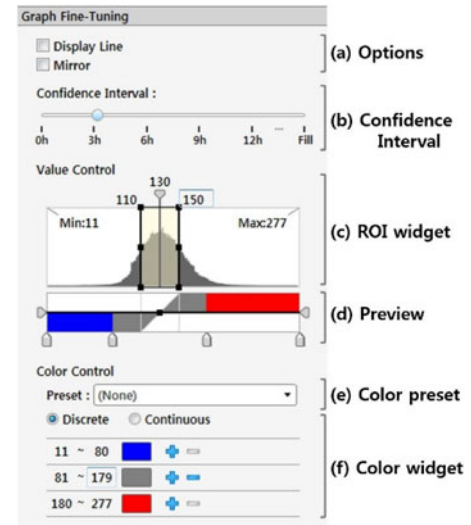 Graph Fine-Tuning
Display Line
Mirror
(a) Options
Confidence Interval :
0h 3h 6h 9h 12h ... Fill
(b) Confidence
Interval
Value Control
130
110 150
Min:11 Max:277
(c) ROI widget
(d) Preview
Color Control
Preset : (None)
(e) Color preset
Discrete Continuous
11 ~ 80
81 ~ 179
180 ~ 277
(f) Color widget